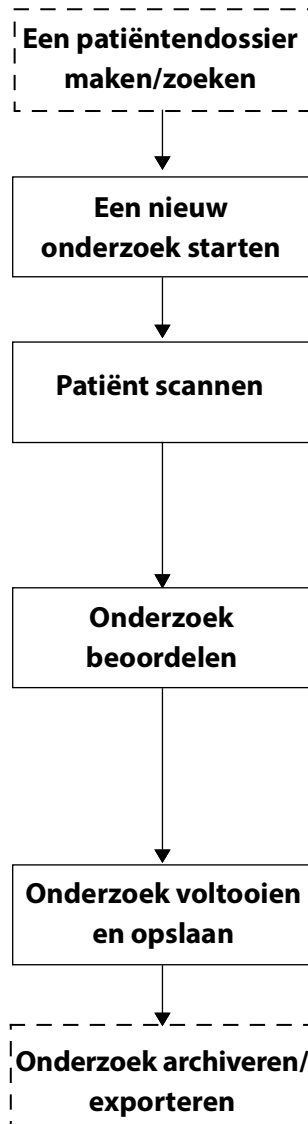 Een patiëntendossier
maken/zoeken
Een nieuw
onderzoek starten
Patiënt scannen
Onderzoek
beoordelen
Onderzoek voltooien
en opslaan
Onderzoek archiveren/
exporteren